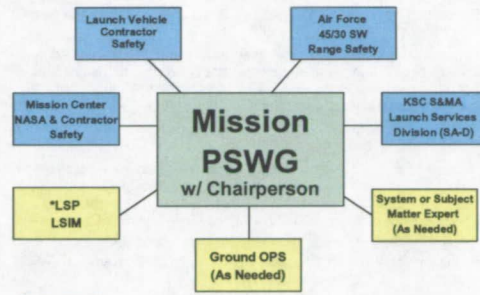 Launch Vehicle
Contractor
Safety
Air Force
45/30 SW
Range Safety
Mission Center
NASA & Contractor
Safety
Mission
PSWG
w/ Chairperson
KSC S&MA
Launch Services
Division (SA-D)
*LSP
LSIM
Ground OPS
(As Needed)
System or Subject
Matter Expert
(As Needed)